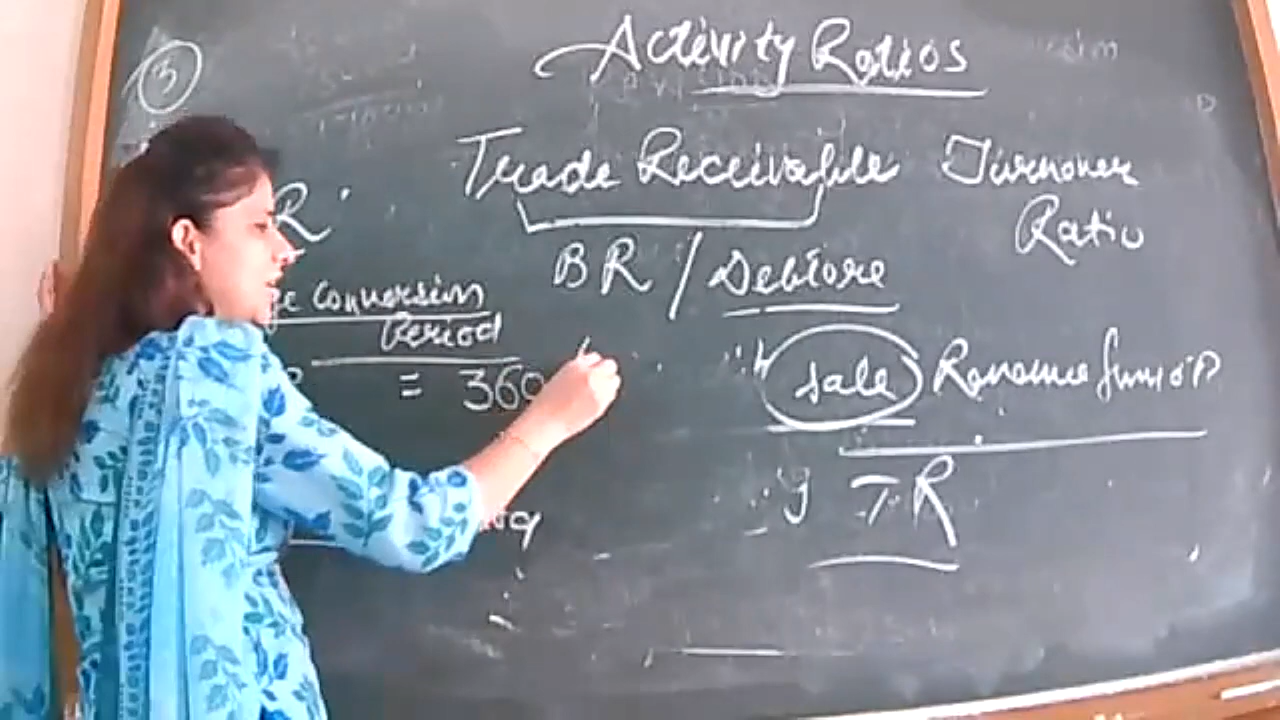 3
Activity Ratios
Trade Receivable Turnover
Ratio
R
BR / Debtors
Conversion
Period
= 360
Sale Revenue from OP
TR